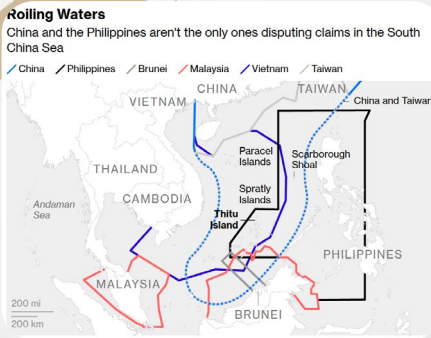 Roiling Waters
China and the Philippines aren't the only ones disputing claims in the South
China Sea
China Philippines Brunei Malaysia Vietnam Taiwan
CHINA
TAIWAN
VIETNAM
China and Taiwan
Paracel
Islands
Scarborough
Shoal
THAILAND
Spratly
Islands
CAMBODIA
Andaman
Sea
Thitu
Island
PHILIPPINES
MALAYSIA
200 mi
200 km
BRUNEI